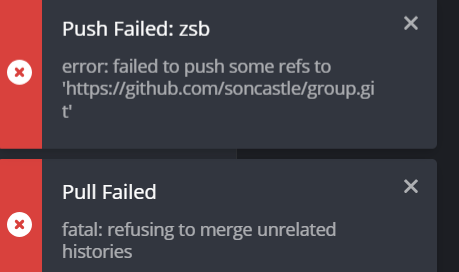 Push Failed: zsb
error: failed to push some refs to
'https://github.com/soncastle/group.gi
t'
Pull Failed
fatal: refusing to merge unrelated
histories